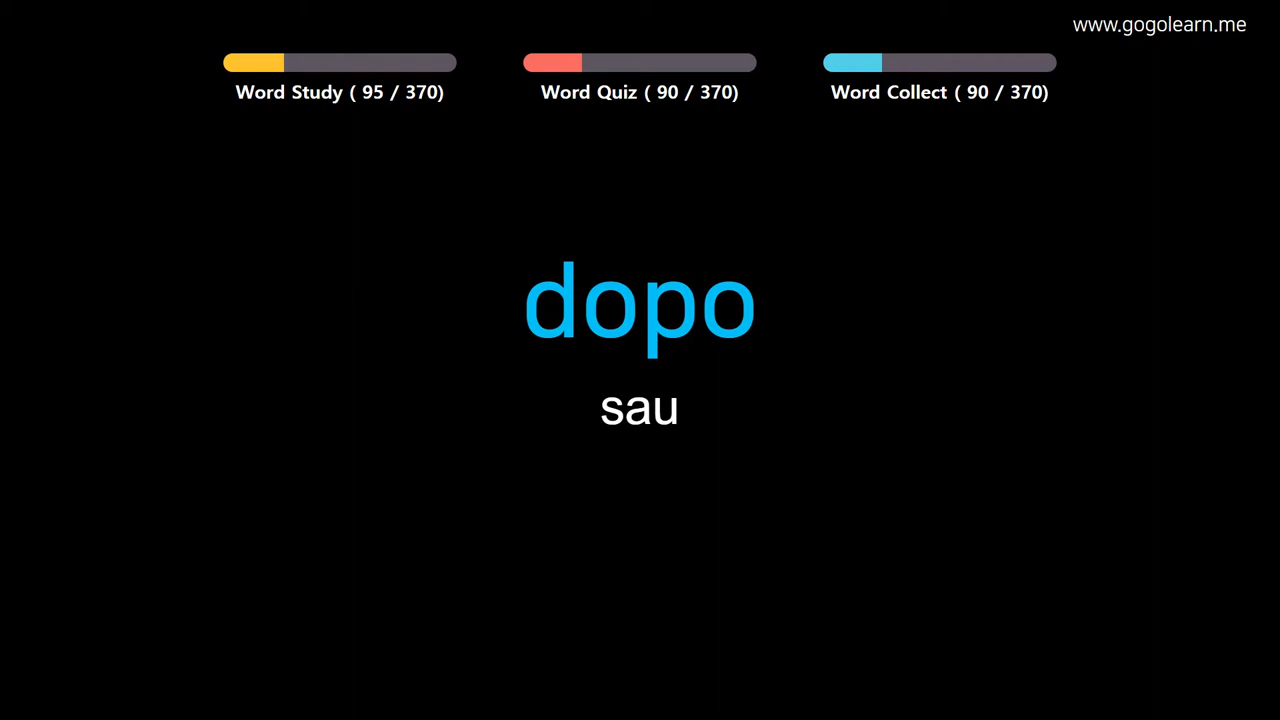 www.gogolearn.me
Word Study ( 95 / 370)
Word Quiz ( 90 / 370)
Word Collect ( 90 / 370)
dopo
sau